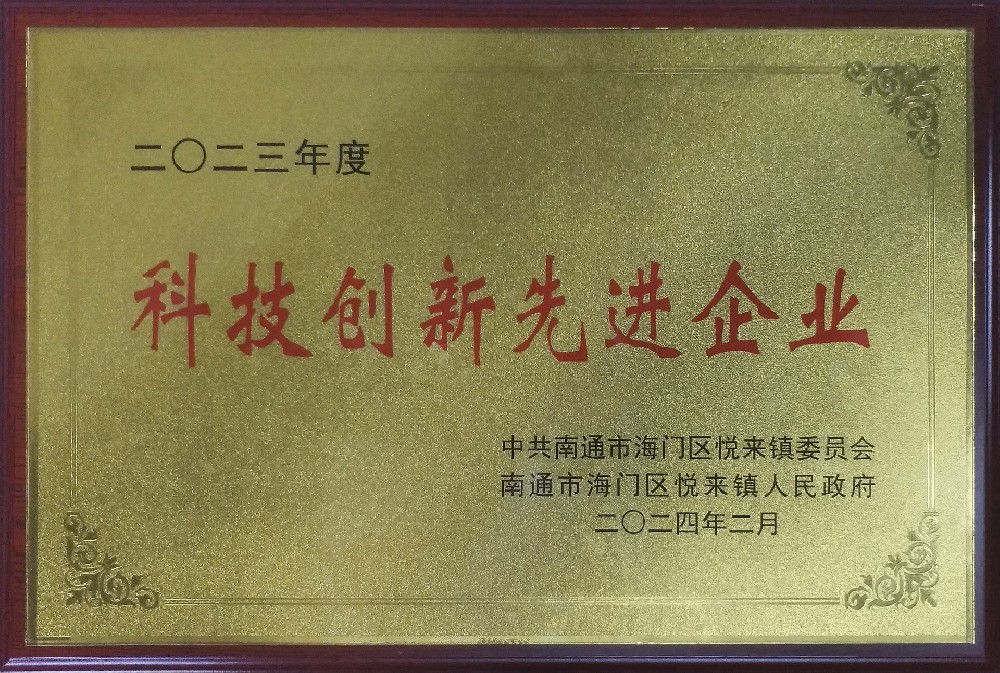 二〇二三年度
科技创新先进企业
中共南通市海门区悦来镇委员会
南通市海门区悦来镇人民政府
二〇二四年二月